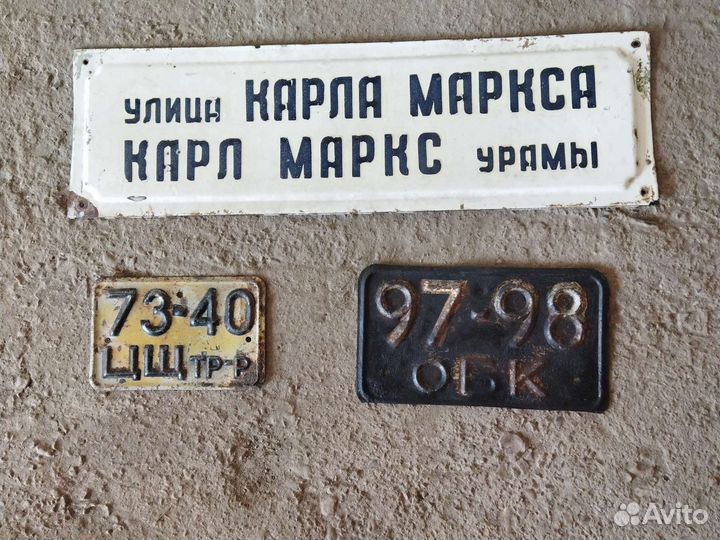 улица КАРЛА МАРКСА
КАРЛ МАРКС урамы
73-40
ЦЩ ТР-Р
97-98
ОБК
Avito